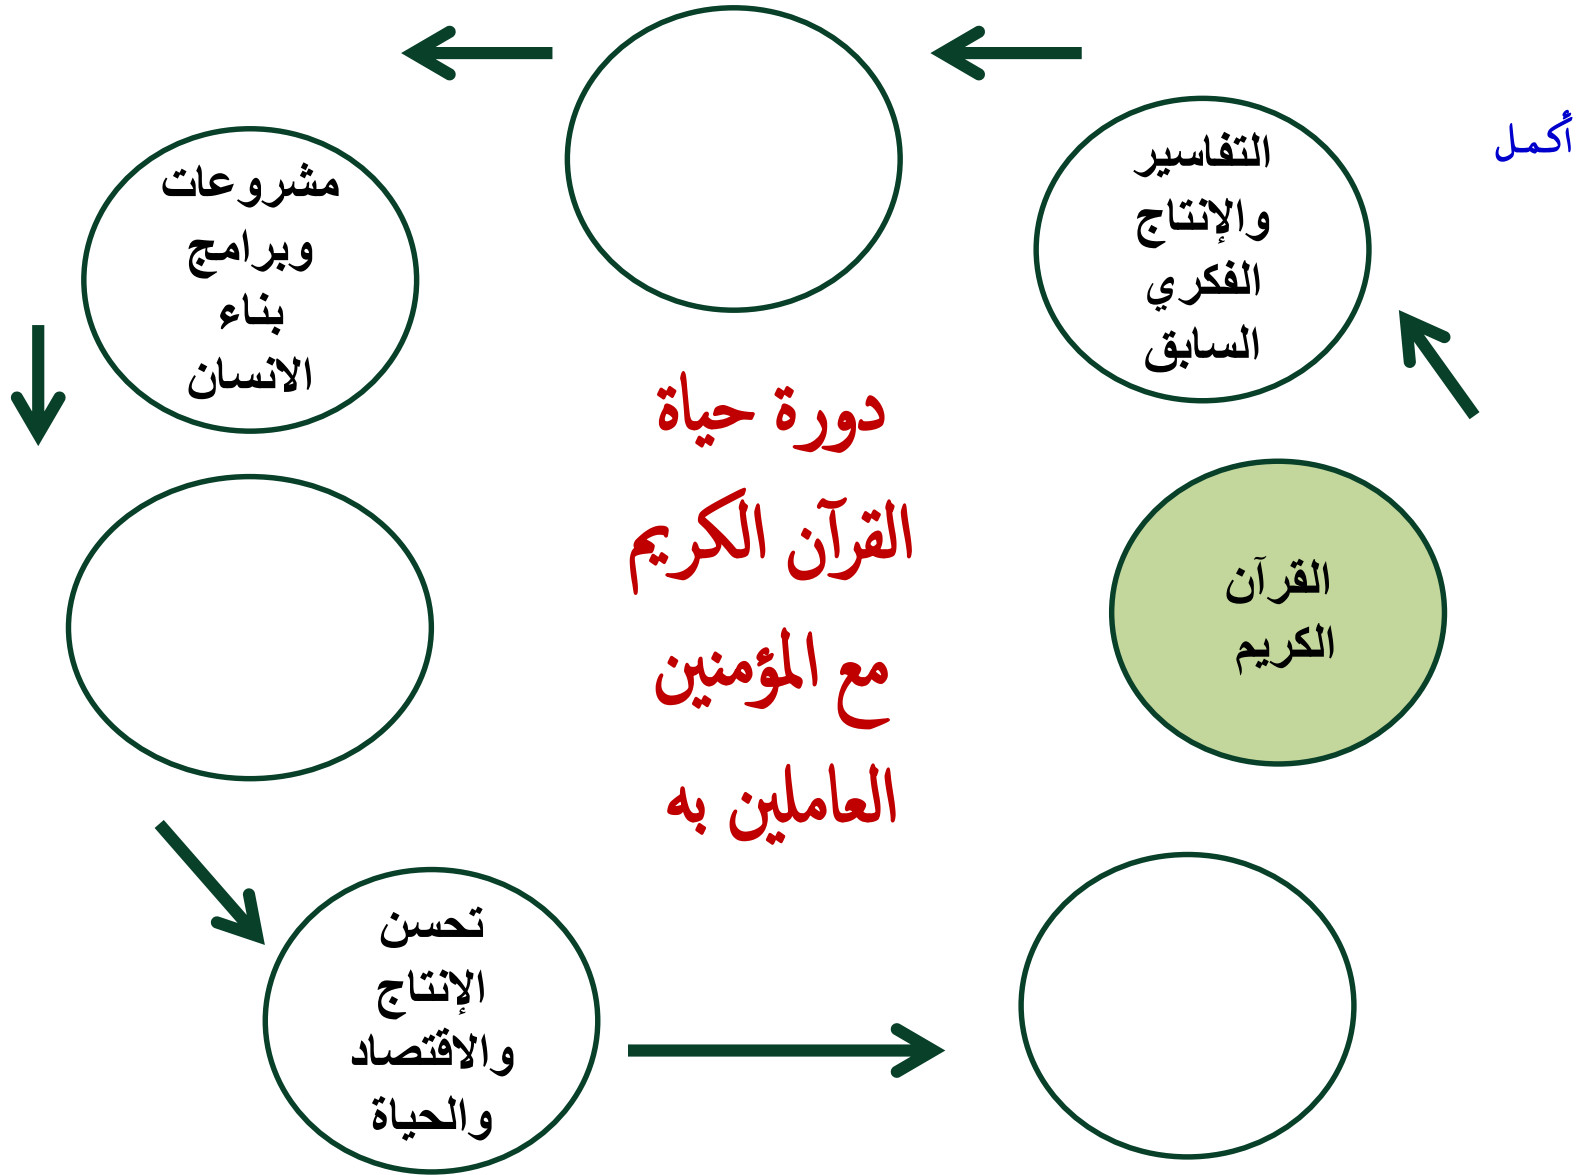 أكمل
التفاسير
والإنتاج
الفكري
السابق
مشروعات
وبرامج
بناء
الانسان
دورة حياة
القرآن الكريم
مع المؤمنين
العاملين به
القرآن
الكريم
تحسن
الإنتاج
والاقتصاد
والحياة